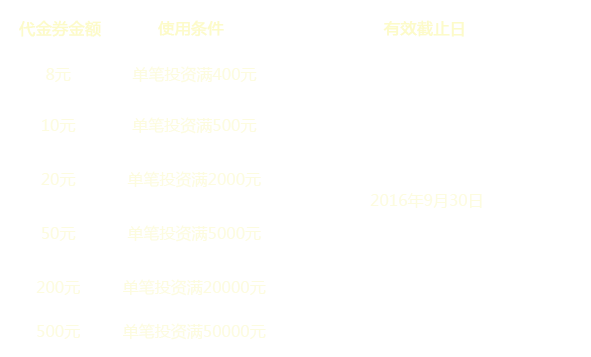 代金券金额 使用条件 有效截止日
8元 单笔投资满400元
10元 单笔投资满500元
20元 单笔投资满2000元
2016年9月30日
50元 单笔投资满5000元
200元 单笔投资满20000元
500元 单笔投资满50000元